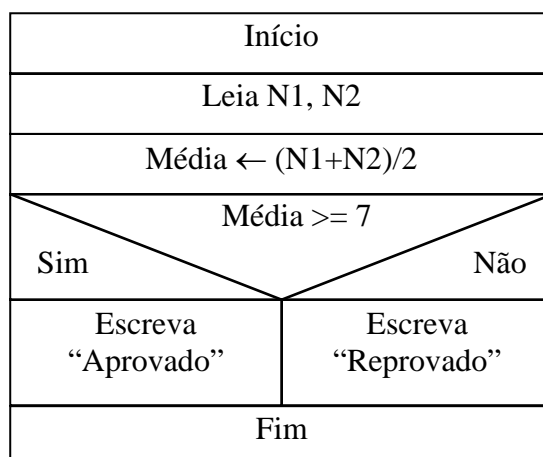 Início
Leia N1, N2
Média ← (N1+N2)/2
Média >= 7
Sim
Não
Escreva
“Aprovado”
Escreva
“Reprovado”
Fim